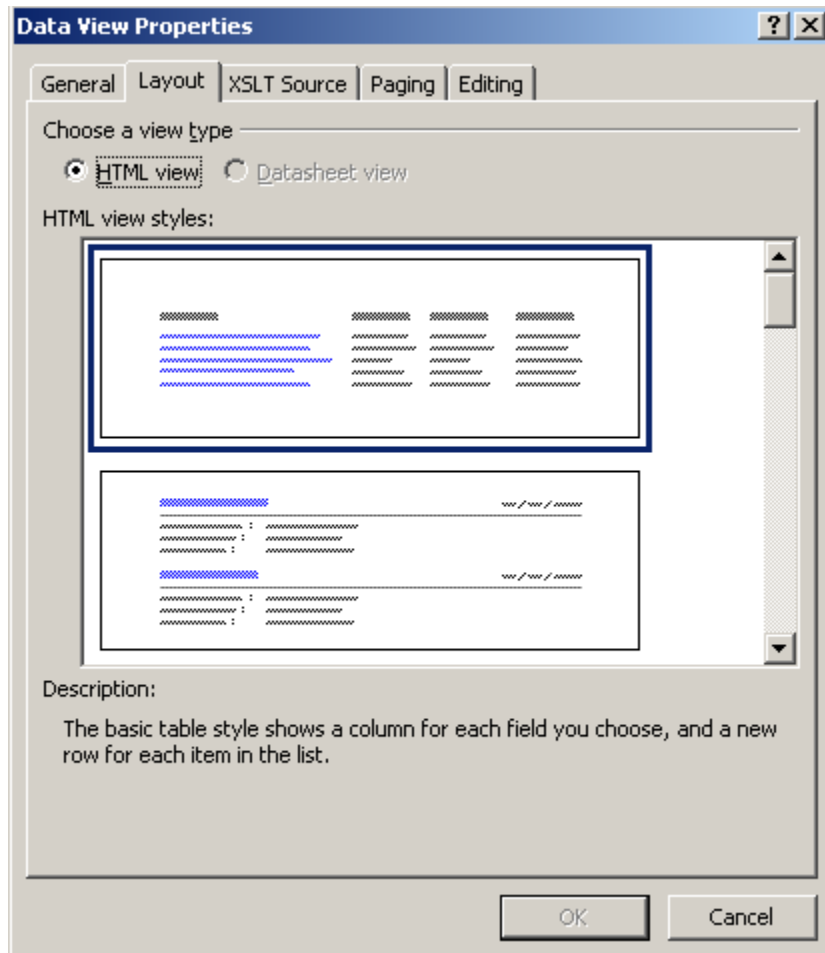 Data View Properties
General Layout XSLT Source Paging Editing
Choose a view type
HTML view Datasheet view
HTML view styles:
Description:
The basic table style shows a column for each field you choose, and a new
row for each item in the list.
OK Cancel